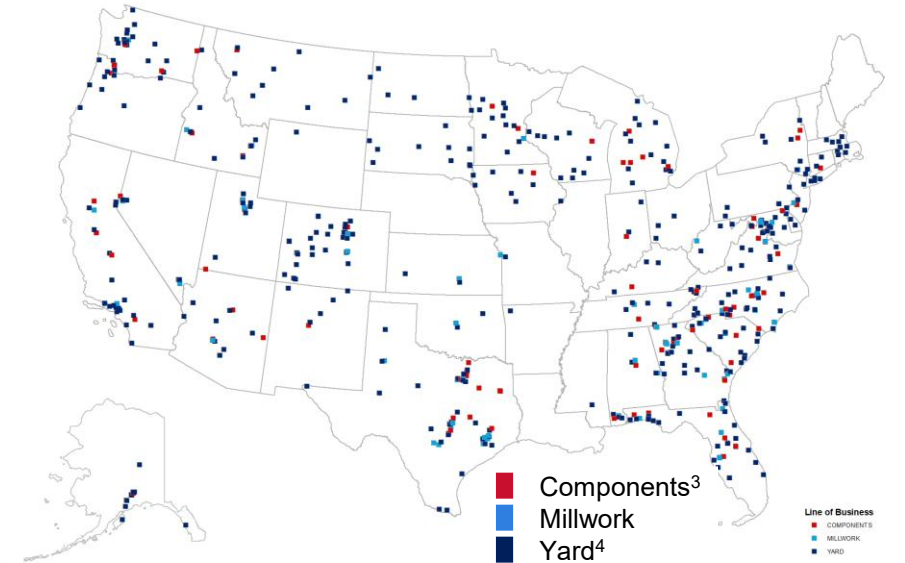 Components³
Millwork
Yard⁴
Line of Business
COMPONENTS
MILLWORK
YARD